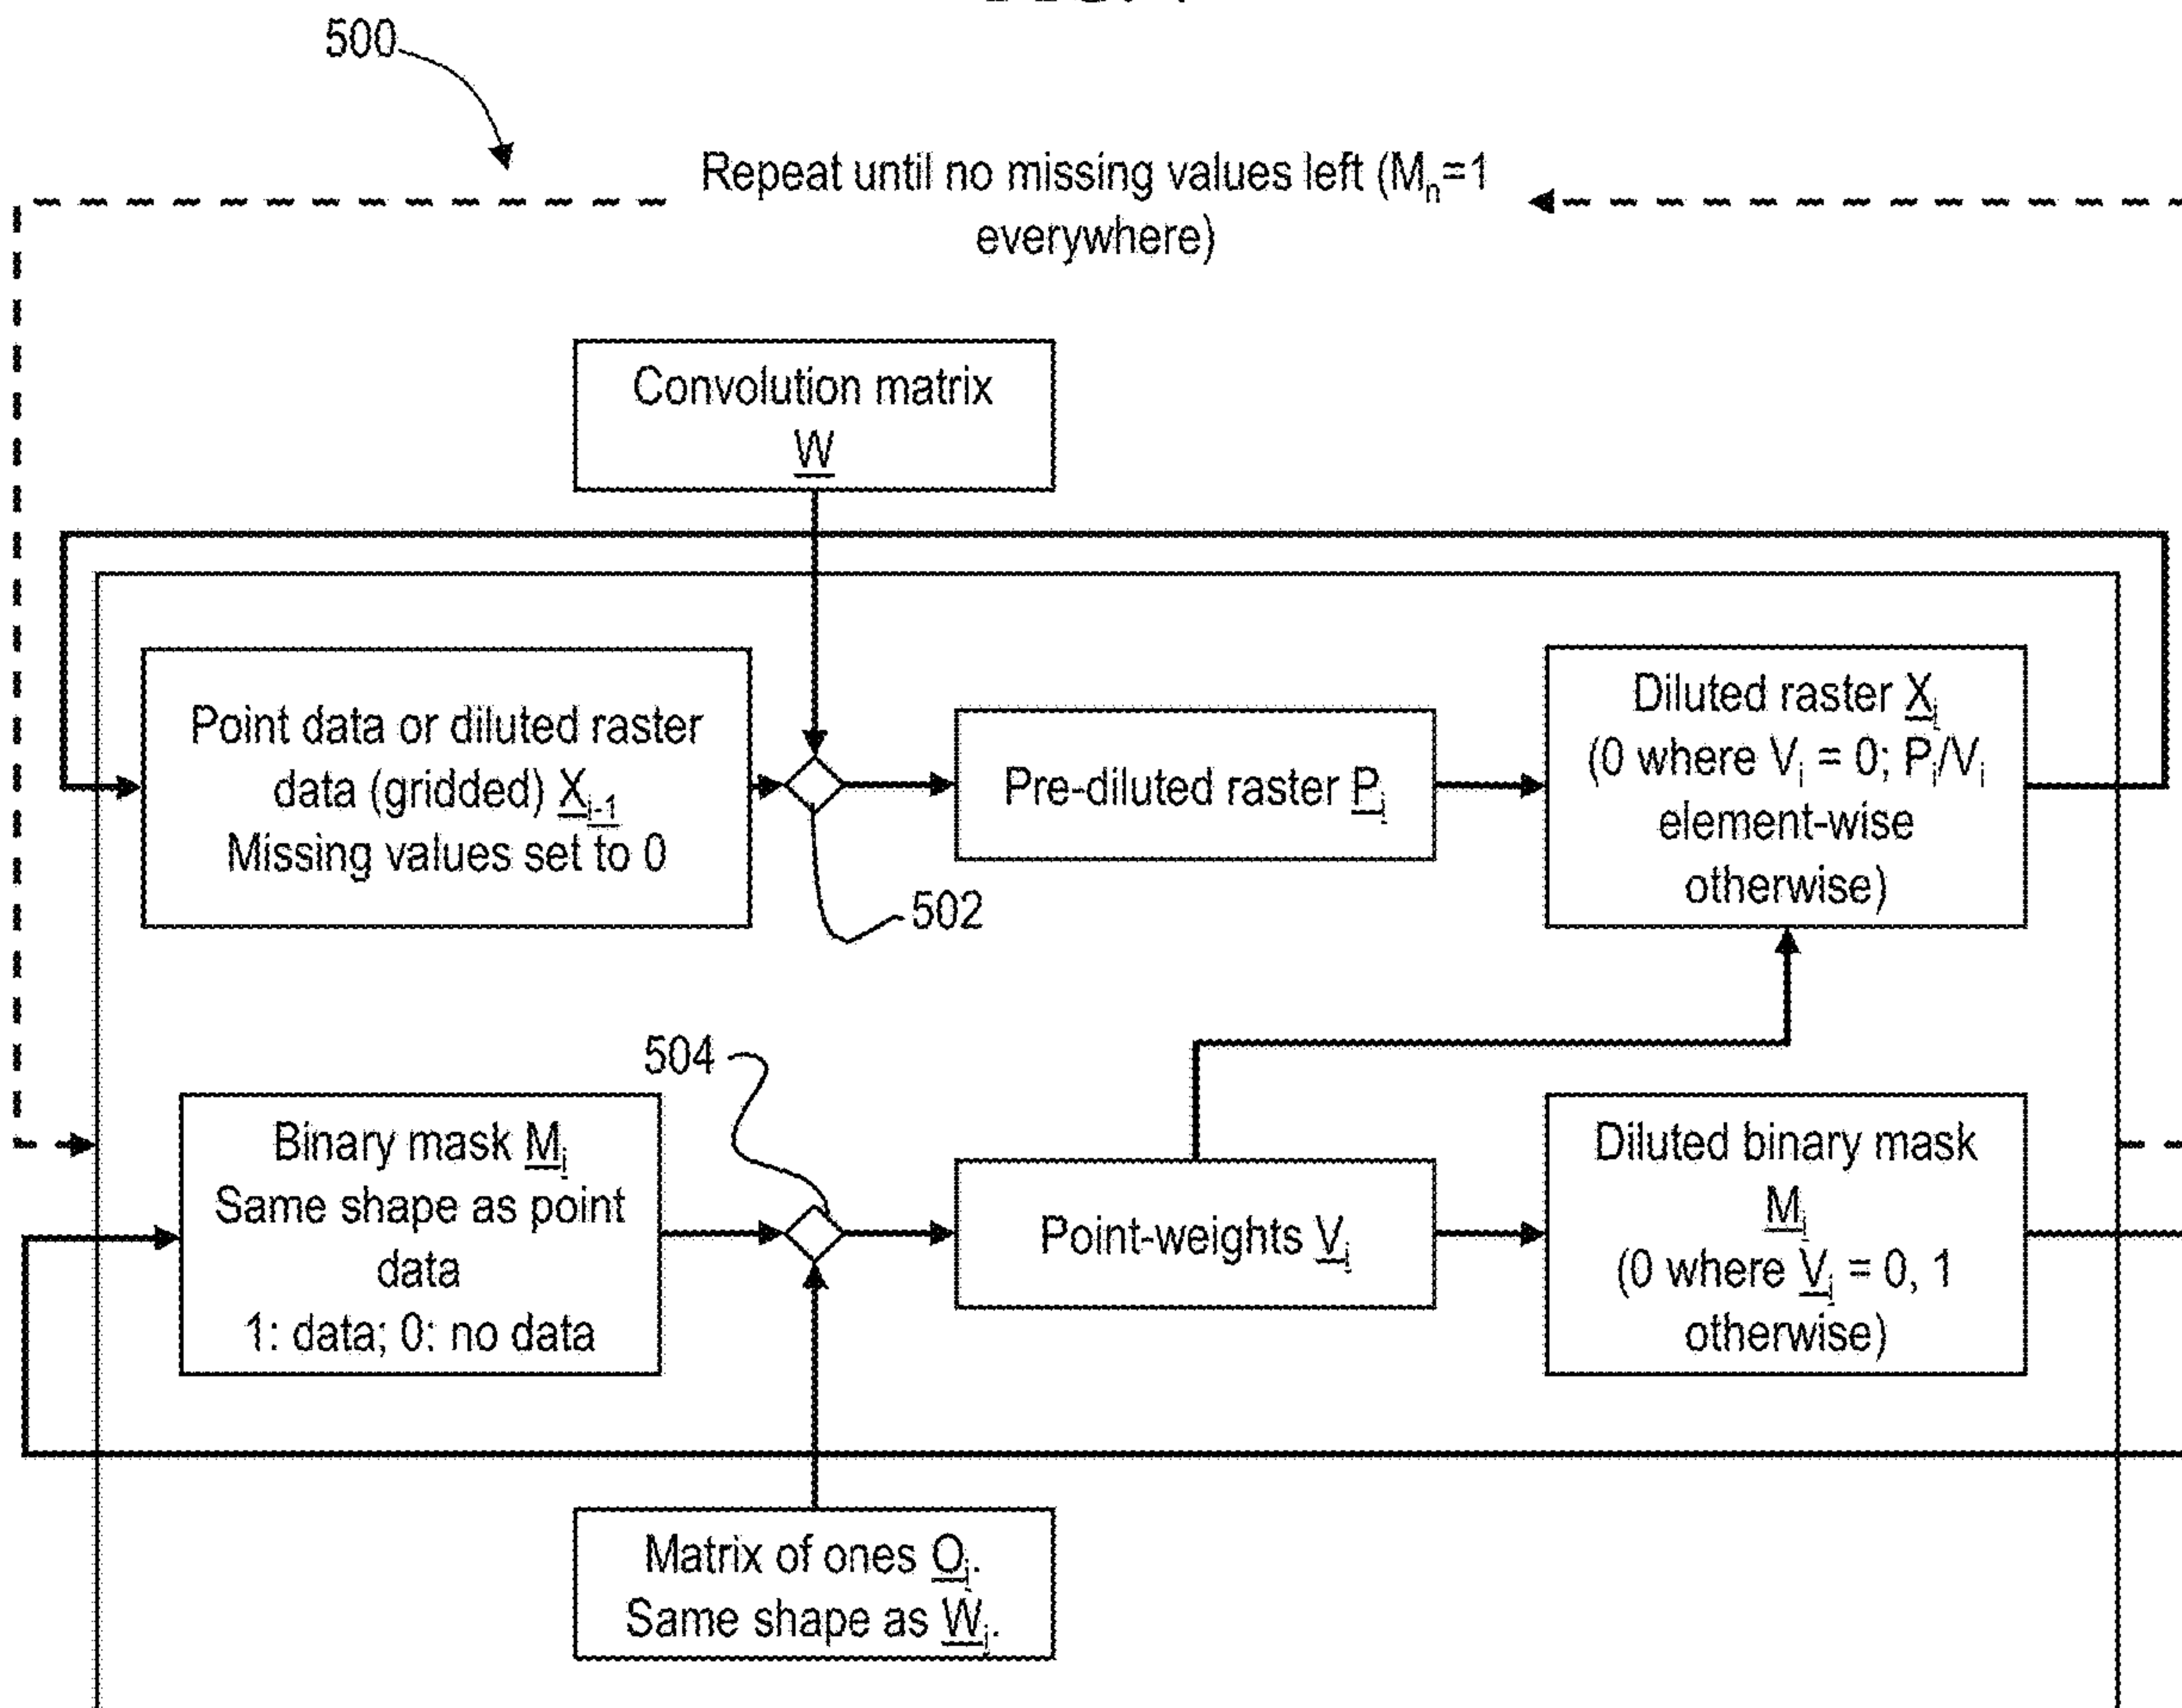 500
Repeat until no missing values left (Mn=1
everywhere)
Convolution matrix
W
Point data or diluted raster
data (gridded) Xi-1
Missing values set to 0
502
Pre-diluted raster Pi
Diluted raster Xi
(0 where Vi = 0; Pi/Vi
element-wise
otherwise)
504
Binary mask Mi
Same shape as point
data
1: data; 0: no data
Point-weights Vi
Diluted binary mask
Mi
(0 where Vi = 0, 1
otherwise)
Matrix of ones Oi.
Same shape as Wi.